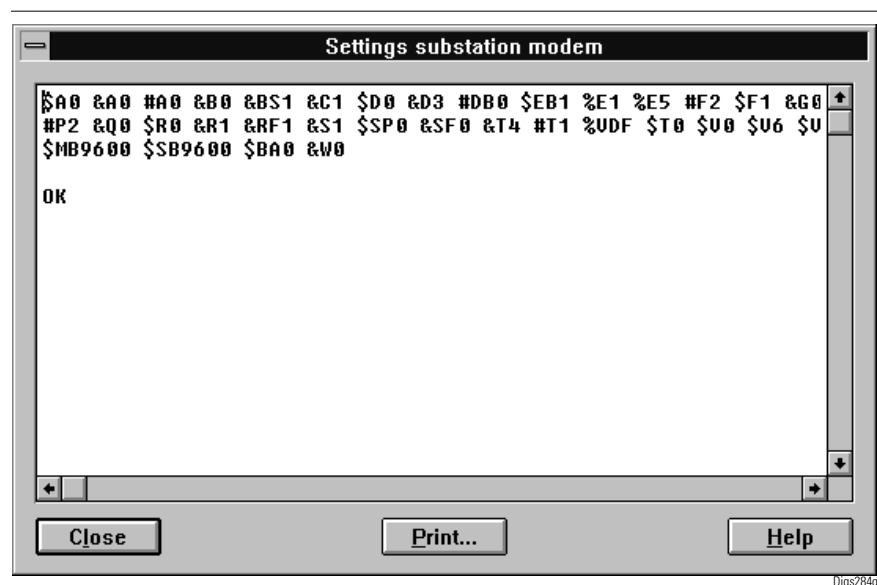 Settings substation modem
$A0 &A0 #A0 &B0 &BS1 &C1 $D0 &D3 #DB0 $EB1 %E1 %E5 #F2 $F1 &G0
#P2 &Q0 $R0 &R1 &RF1 &S1 $SP0 &SF0 &T4 #T1 %VDF $T0 $V0 $V6 $V
$MB9600 $SB9600 $BA0 &W0
OK
Close Print... Help
Digs284g